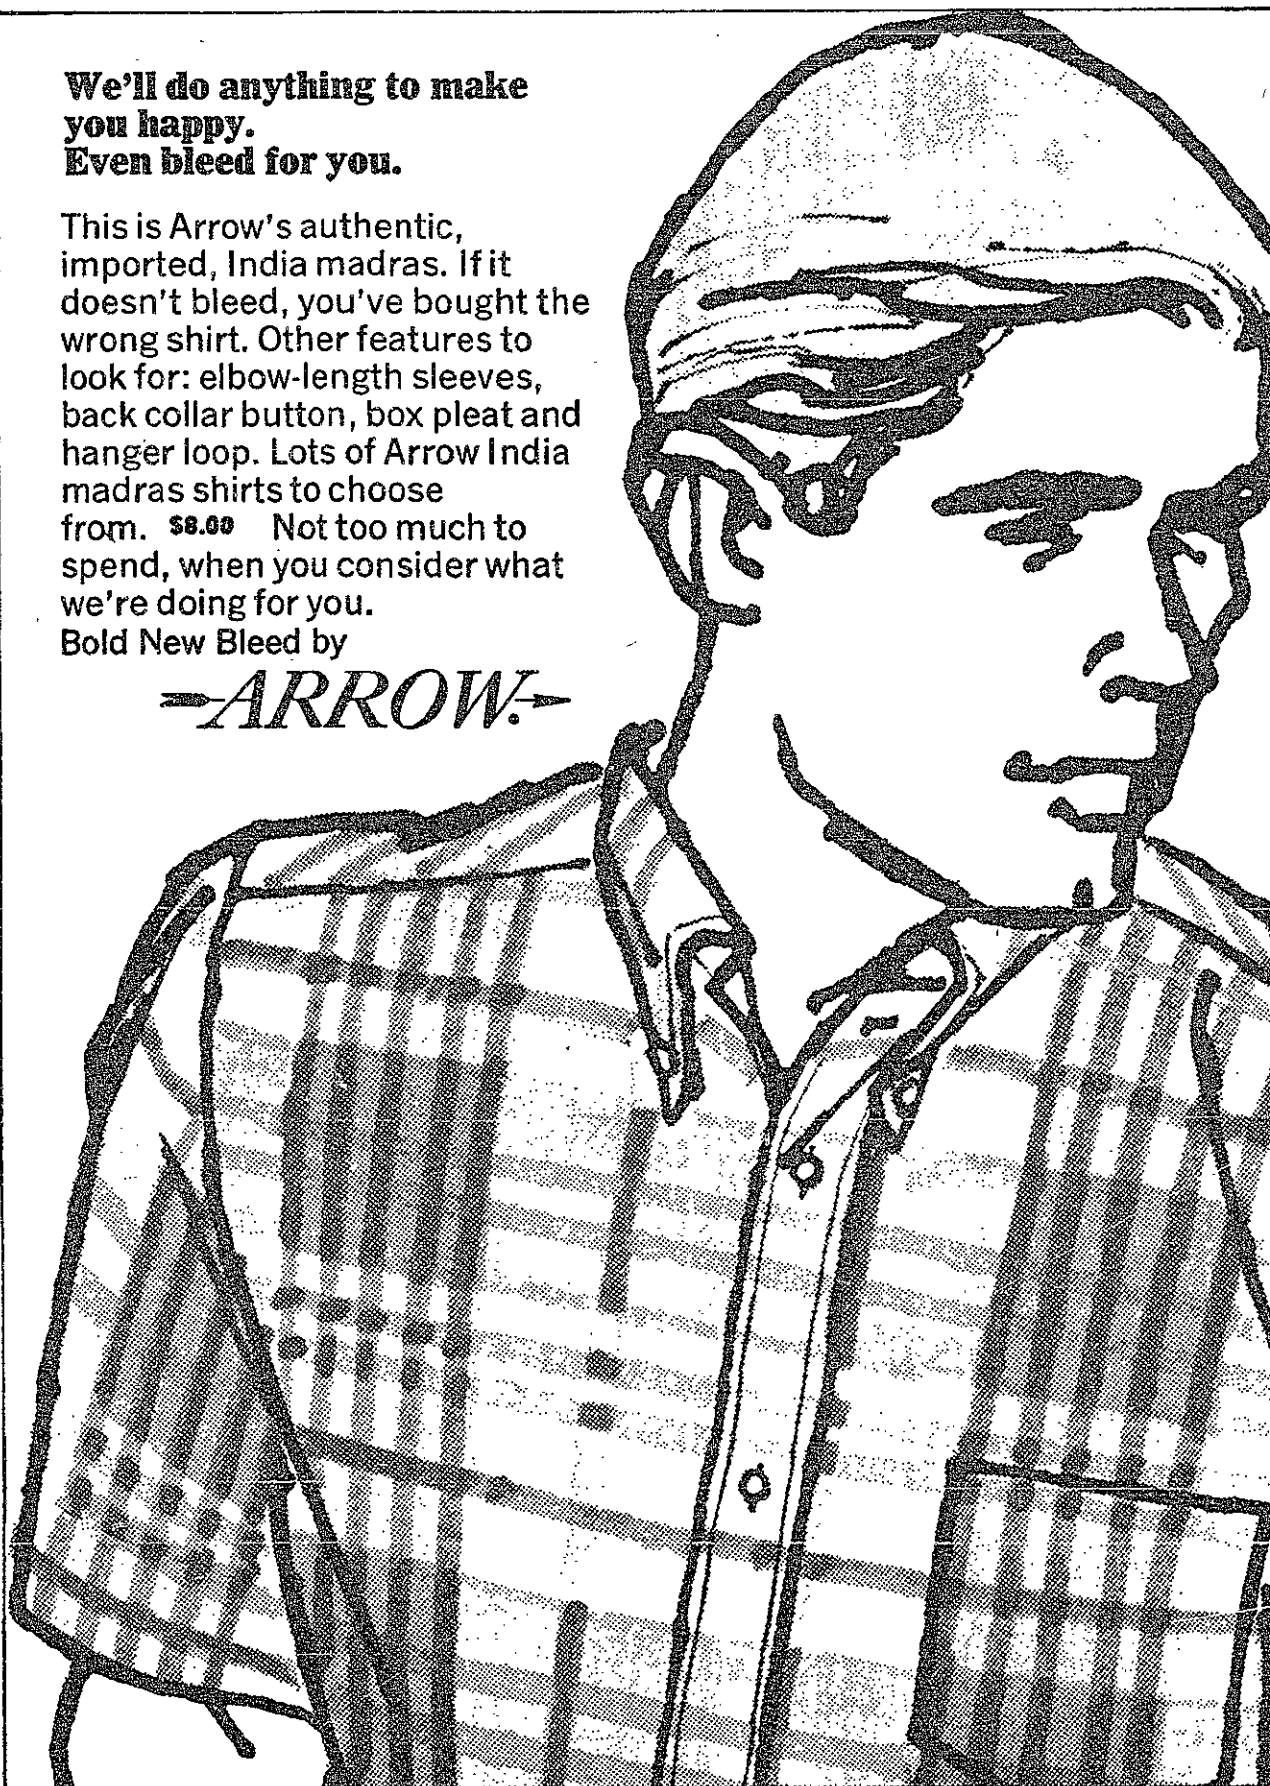 We'll do anything to make
you happy.
Even bleed for you.
This is Arrow's authentic,
imported, India madras. If it
doesn't bleed, you've bought the
wrong shirt. Other features to
look for: elbow-length sleeves,
back collar button, box pleat and
hanger loop. Lots of Arrow India
madras shirts to choose
from. $8.00 Not too much to
spend, when you consider what
we're doing for you.
Bold New Bleed by
ARROW.